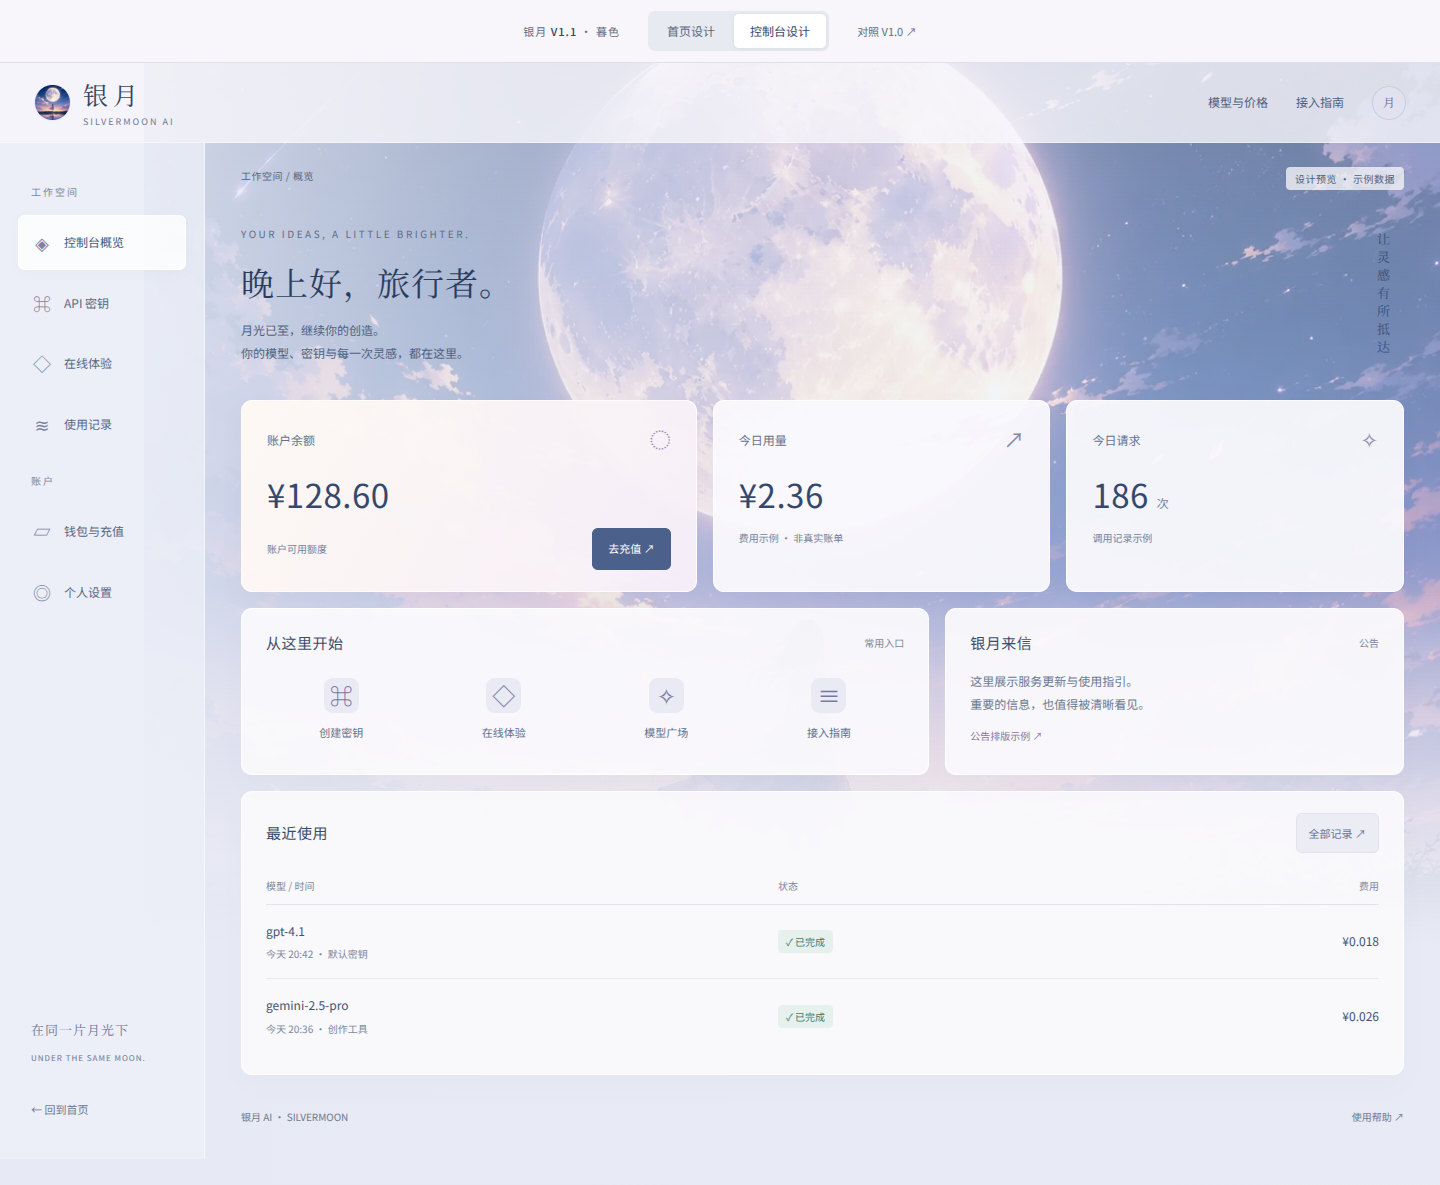 银月 V1.1 · 暮色
首页设计
控制台设计
对照 V1.0 ↗
银月
SILVERMOON AI
模型与价格
接入指南
月
工作空间
控制台概览
API 密钥
在线体验
使用记录
账户
钱包与充值
个人设置
在同一片月光下
UNDER THE SAME MOON.
← 回到首页
工作空间 / 概览
设计预览 · 示例数据
YOUR IDEAS, A LITTLE BRIGHTER.
晚上好，旅行者。
月光已至，继续你的创造。
你的模型、密钥与每一次灵感，都在这里。
让灵感有所抵达
账户余额
¥128.60
账户可用额度
去充值 ↗
今日用量
¥2.36
费用示例 · 非真实账单
今日请求
186 次
调用记录示例
从这里开始
常用入口
创建密钥
在线体验
模型广场
接入指南
银月来信
公告
这里展示服务更新与使用指引。
重要的信息，也值得被清晰看见。
公告排版示例 ↗
最近使用
全部记录 ↗
模型 / 时间
状态
费用
gpt-4.1
今天 20:42 · 默认密钥
✓ 已完成
¥0.018
gemini-2.5-pro
今天 20:36 · 创作工具
✓ 已完成
¥0.026
银月 AI · SILVERMOON
使用帮助 ↗